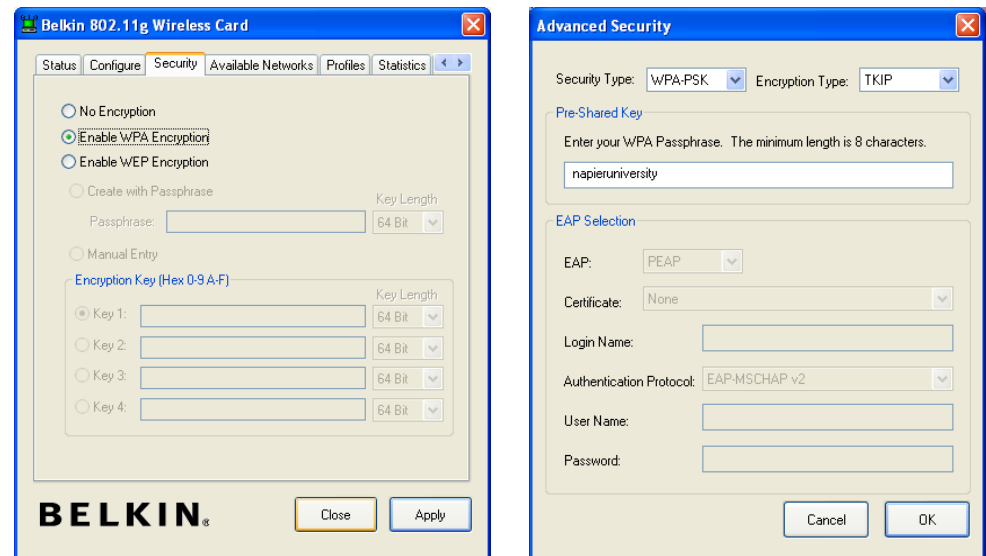 Belkin 802.11g Wireless Card
Status Configure Security Available Networks Profiles Statistics
No Encryption
Enable WPA Encryption
Enable WEP Encryption
Create with Passphrase
Key Length
Passphrase: 64 Bit
Manual Entry
Encryption Key (Hex 0-9 A-F)
Key Length
Key 1: 64 Bit
Key 2: 64 Bit
Key 3: 64 Bit
Key 4: 64 Bit
BELKIN® Close Apply
Advanced Security
Security Type: WPA-PSK Encryption Type: TKIP
Pre-Shared Key
Enter your WPA Passphrase. The minimum length is 8 characters.
napieruniversity
EAP Selection
EAP: PEAP
Certificate: None
Login Name:
Authentication Protocol: EAP-MSCHAP v2
User Name:
Password:
Cancel OK